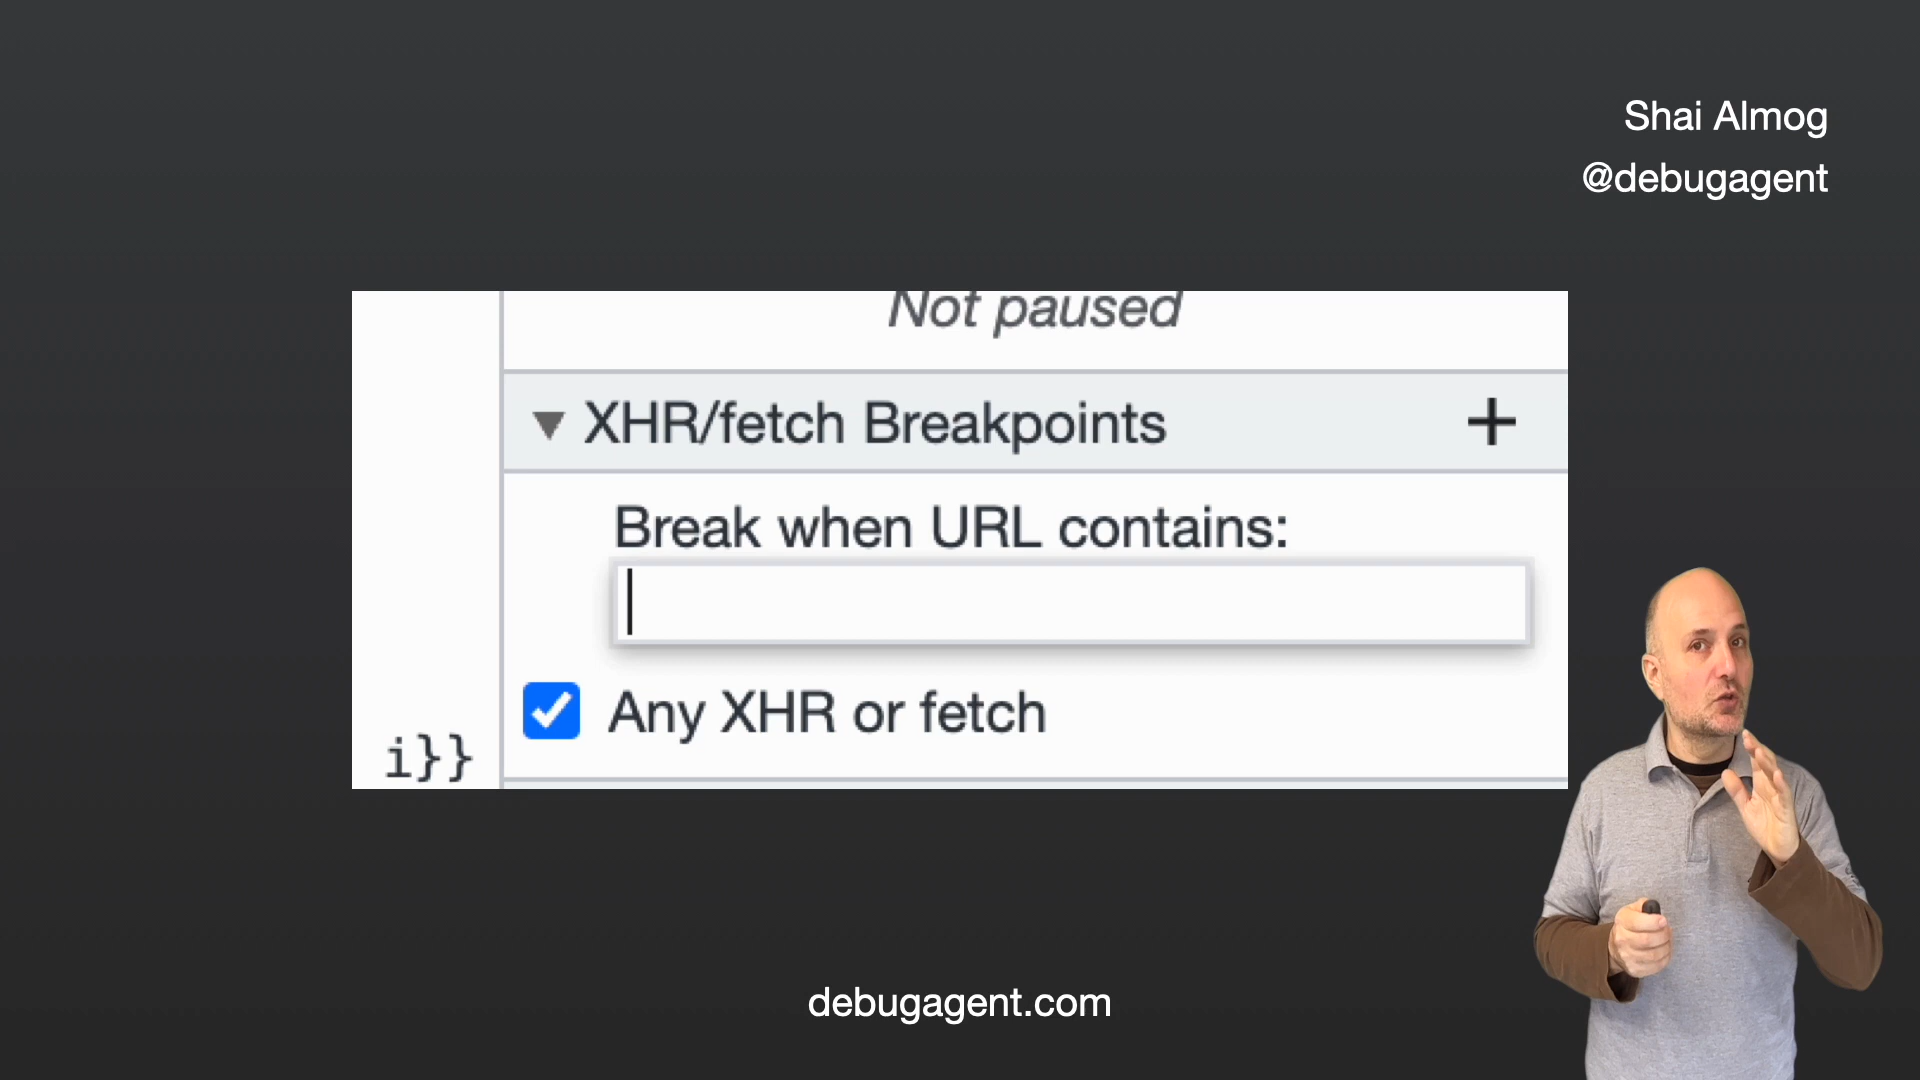 Shai Almog
@debugagent
Not paused
▼ XHR/fetch Breakpoints +
Break when URL contains:
Any XHR or fetch
i}}
debugagent.com